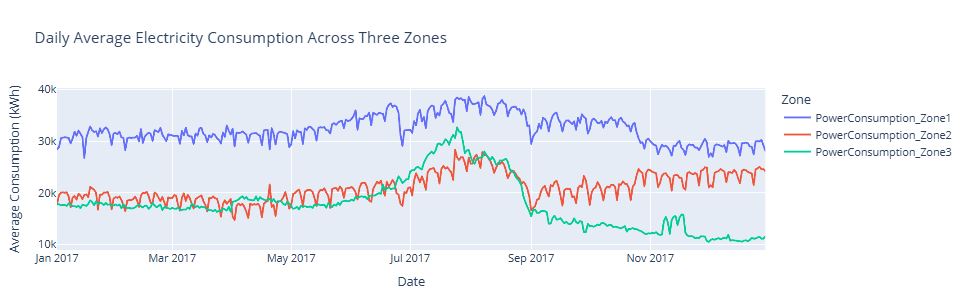 Daily Average Electricity Consumption Across Three Zones
Average Consumption (kWh)
40k
30k
20k
10k
Jan 2017
Mar 2017
May 2017
Jul 2017
Sep 2017
Nov 2017
Date
Zone
PowerConsumption_Zone1
PowerConsumption_Zone2
PowerConsumption_Zone3